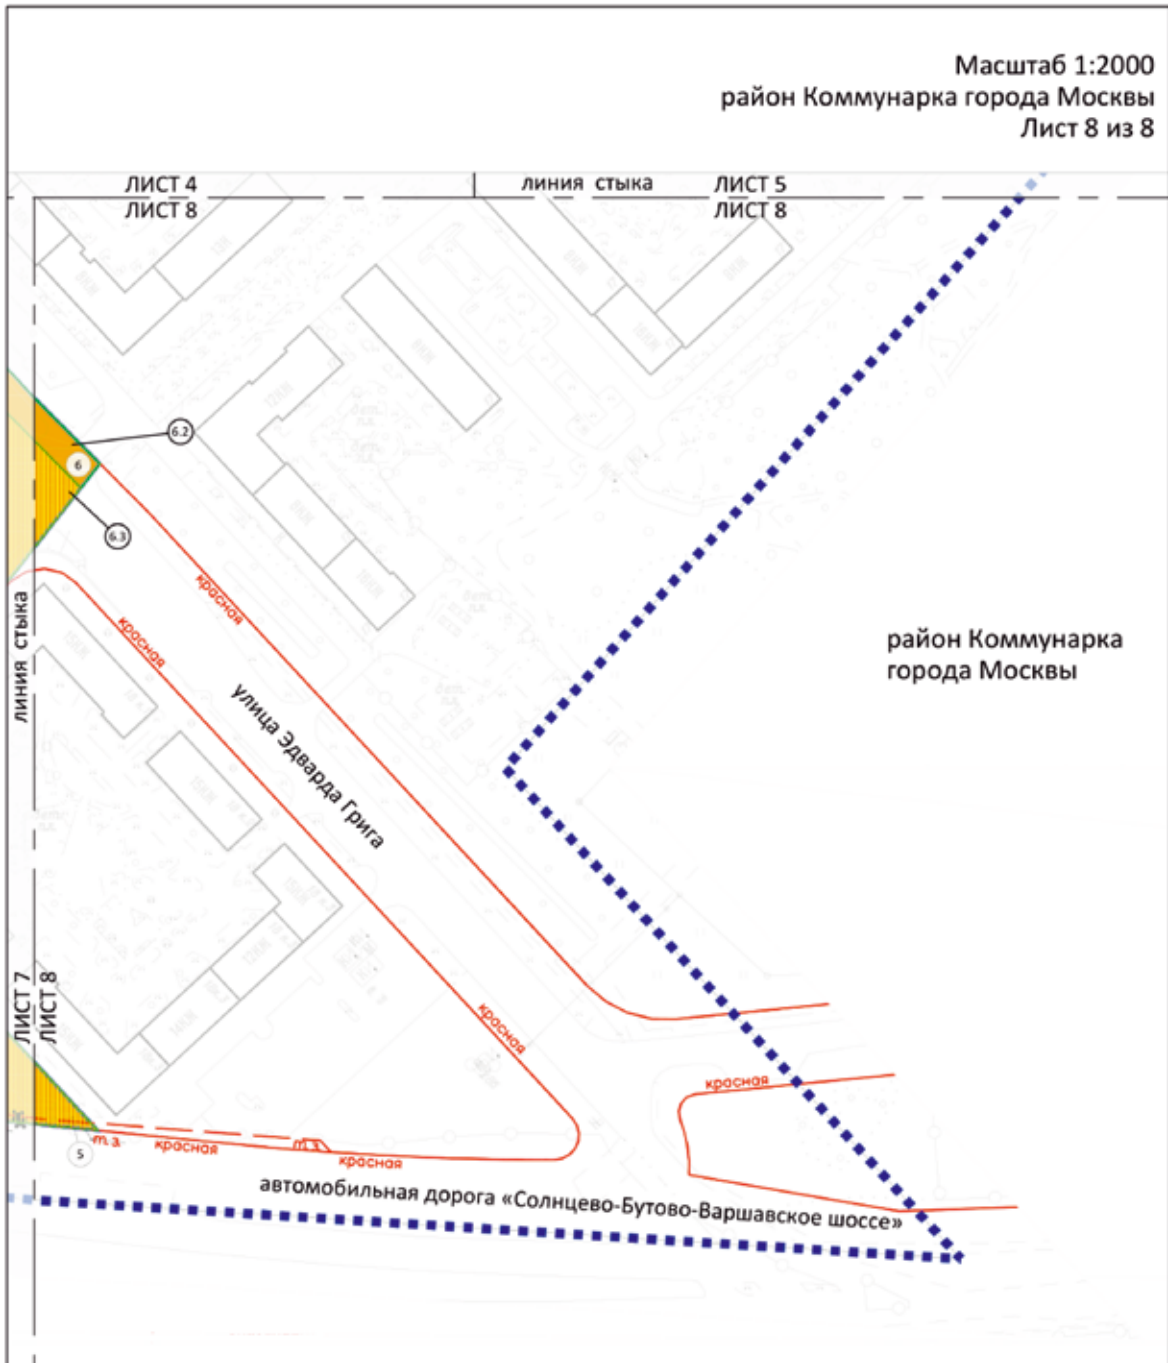 Масштаб 1:2000
район Коммунарка города Москвы
Лист 8 из 8
ЛИСТ 4
линия стыка
ЛИСТ 5
ЛИСТ 8
ЛИСТ 8
6.2
6
6.3
красная
красная
линия стыка
район Коммунарка
города Москвы
улица Эдварда Грига
ЛИСТ 7
ЛИСТ 8
красная
красная
т.з.
красная
т.з.
красная
5
автомобильная дорога «Солнцево-Бутово-Варшавское шоссе»